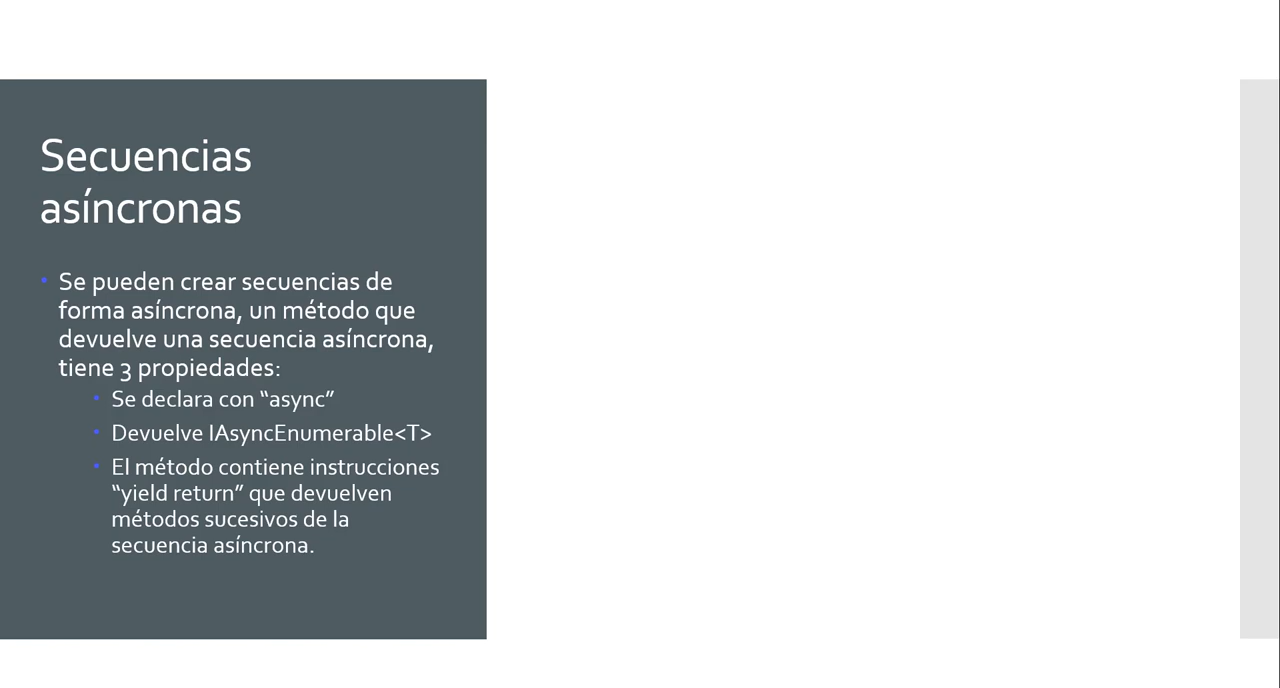 Secuencias
asíncronas
• Se pueden crear secuencias de
forma asíncrona, un método que
devuelve una secuencia asíncrona,
tiene 3 propiedades:
• Se declara con “async”
• Devuelve IAsyncEnumerable<T>
• El método contiene instrucciones
“yield return” que devuelven
métodos sucesivos de la
secuencia asíncrona.